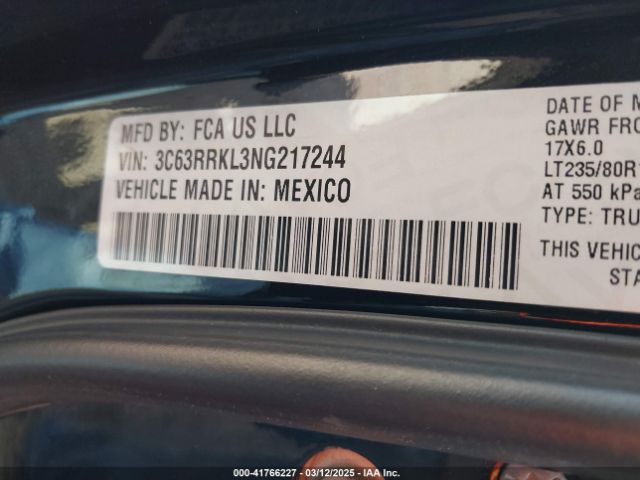 MFD BY: FCA US LLC
VIN: 3C63RRKL3NG217244
VEHICLE MADE IN: MEXICO
DATE OF M
GAWR FRO
17X6.0
LT235/80R1
AT 550 kPa
TYPE: TRU
THIS VEHIC
STA
000-41766227 - 03/12/2025 - IAA Inc.